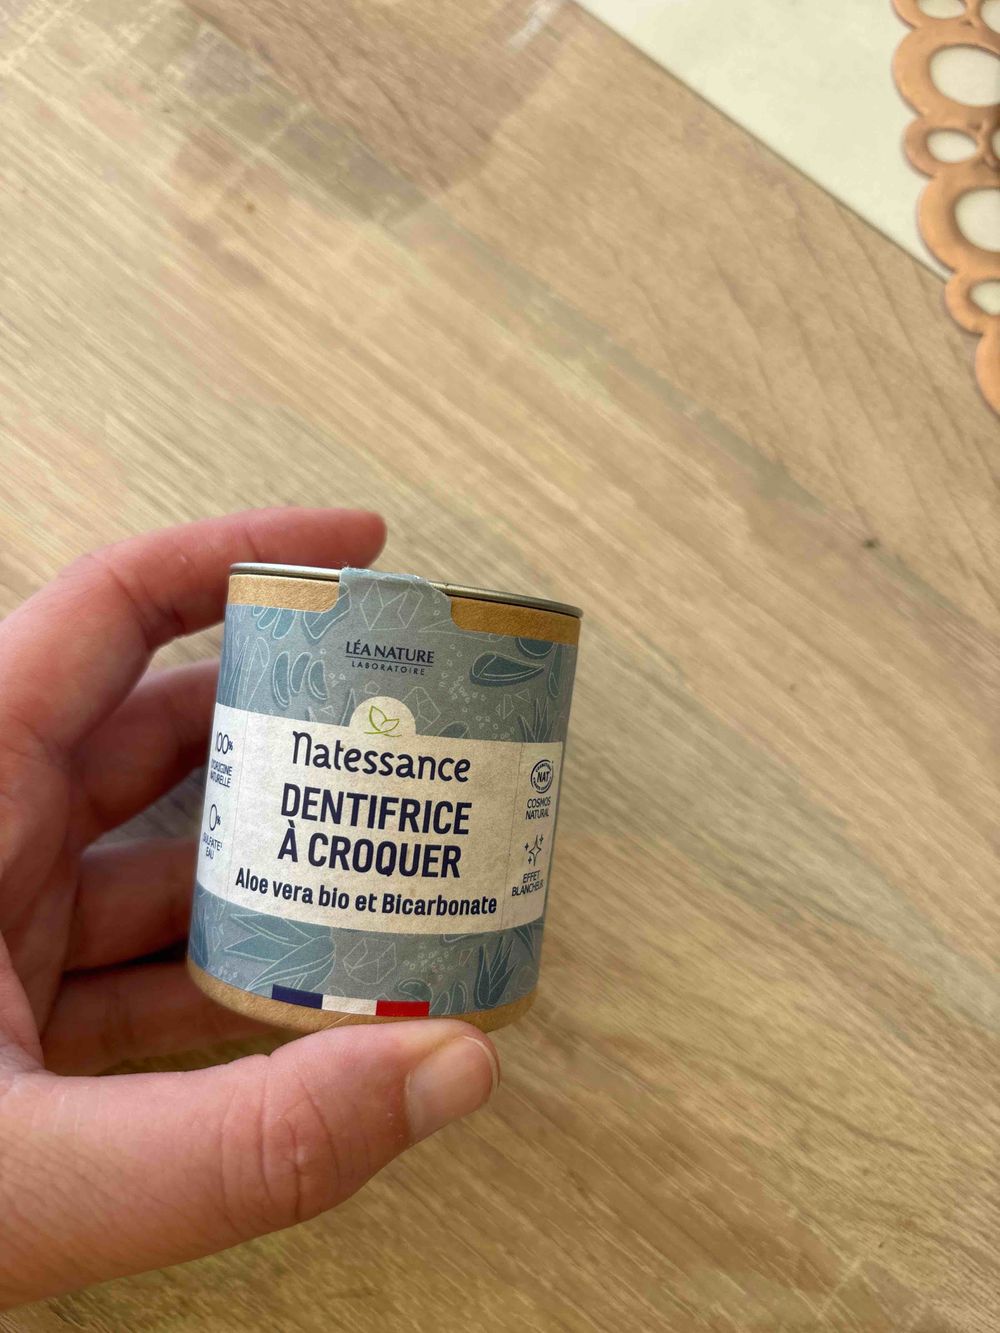 LÉA NATURE
LABORATOIRE
Natessance
DENTIFRICE
À CROQUER
Aloe vera bio et Bicarbonate
100%
D'ORIGINE
NATURELLE
0%
SULFATE¹
EAU
NAT
COSMOS
NATURAL
EFFET
BLANCHEUR